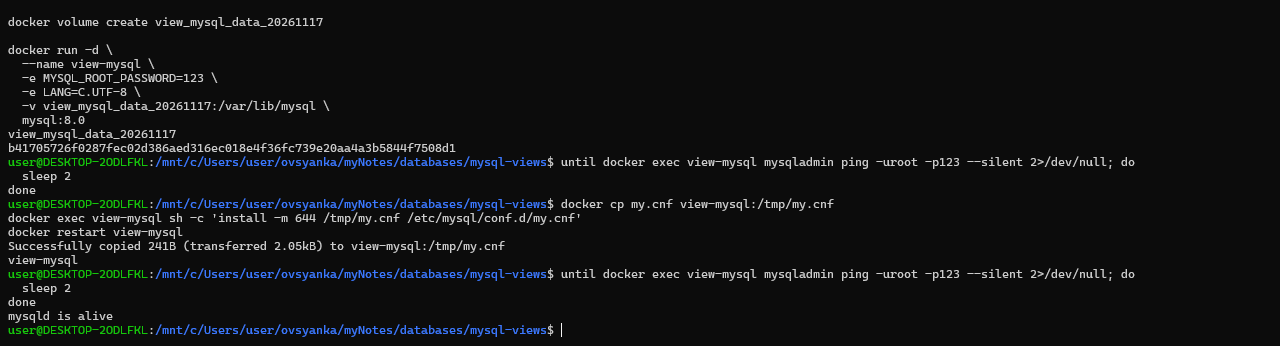 docker volume create view_mysql_data_20261117
docker run -d \
--name view-mysql \
-e MYSQL_ROOT_PASSWORD=123 \
-e LANG=C.UTF-8 \
-v view_mysql_data_20261117:/var/lib/mysql \
mysql:8.0
view_mysql_data_20261117
b41705726f0287fec02d386aed316ec018e4f36fc739e20aa4a3b5844f7508d1
user@DESKTOP-2ODLFKL:/mnt/c/Users/user/ovsyanka/myNotes/databases/mysql-views$ until docker exec view-mysql mysqladmin ping -uroot -p123 --silent 2>/dev/null; do
sleep 2
done
user@DESKTOP-2ODLFKL:/mnt/c/Users/user/ovsyanka/myNotes/databases/mysql-views$ docker cp my.cnf view-mysql:/tmp/my.cnf
docker exec view-mysql sh -c 'install -m 644 /tmp/my.cnf /etc/mysql/conf.d/my.cnf'
docker restart view-mysql
Successfully copied 241B (transferred 2.05kB) to view-mysql:/tmp/my.cnf
view-mysql
user@DESKTOP-2ODLFKL:/mnt/c/Users/user/ovsyanka/myNotes/databases/mysql-views$ until docker exec view-mysql mysqladmin ping -uroot -p123 --silent 2>/dev/null; do
sleep 2
done
mysqld is alive
user@DESKTOP-2ODLFKL:/mnt/c/Users/user/ovsyanka/myNotes/databases/mysql-views$